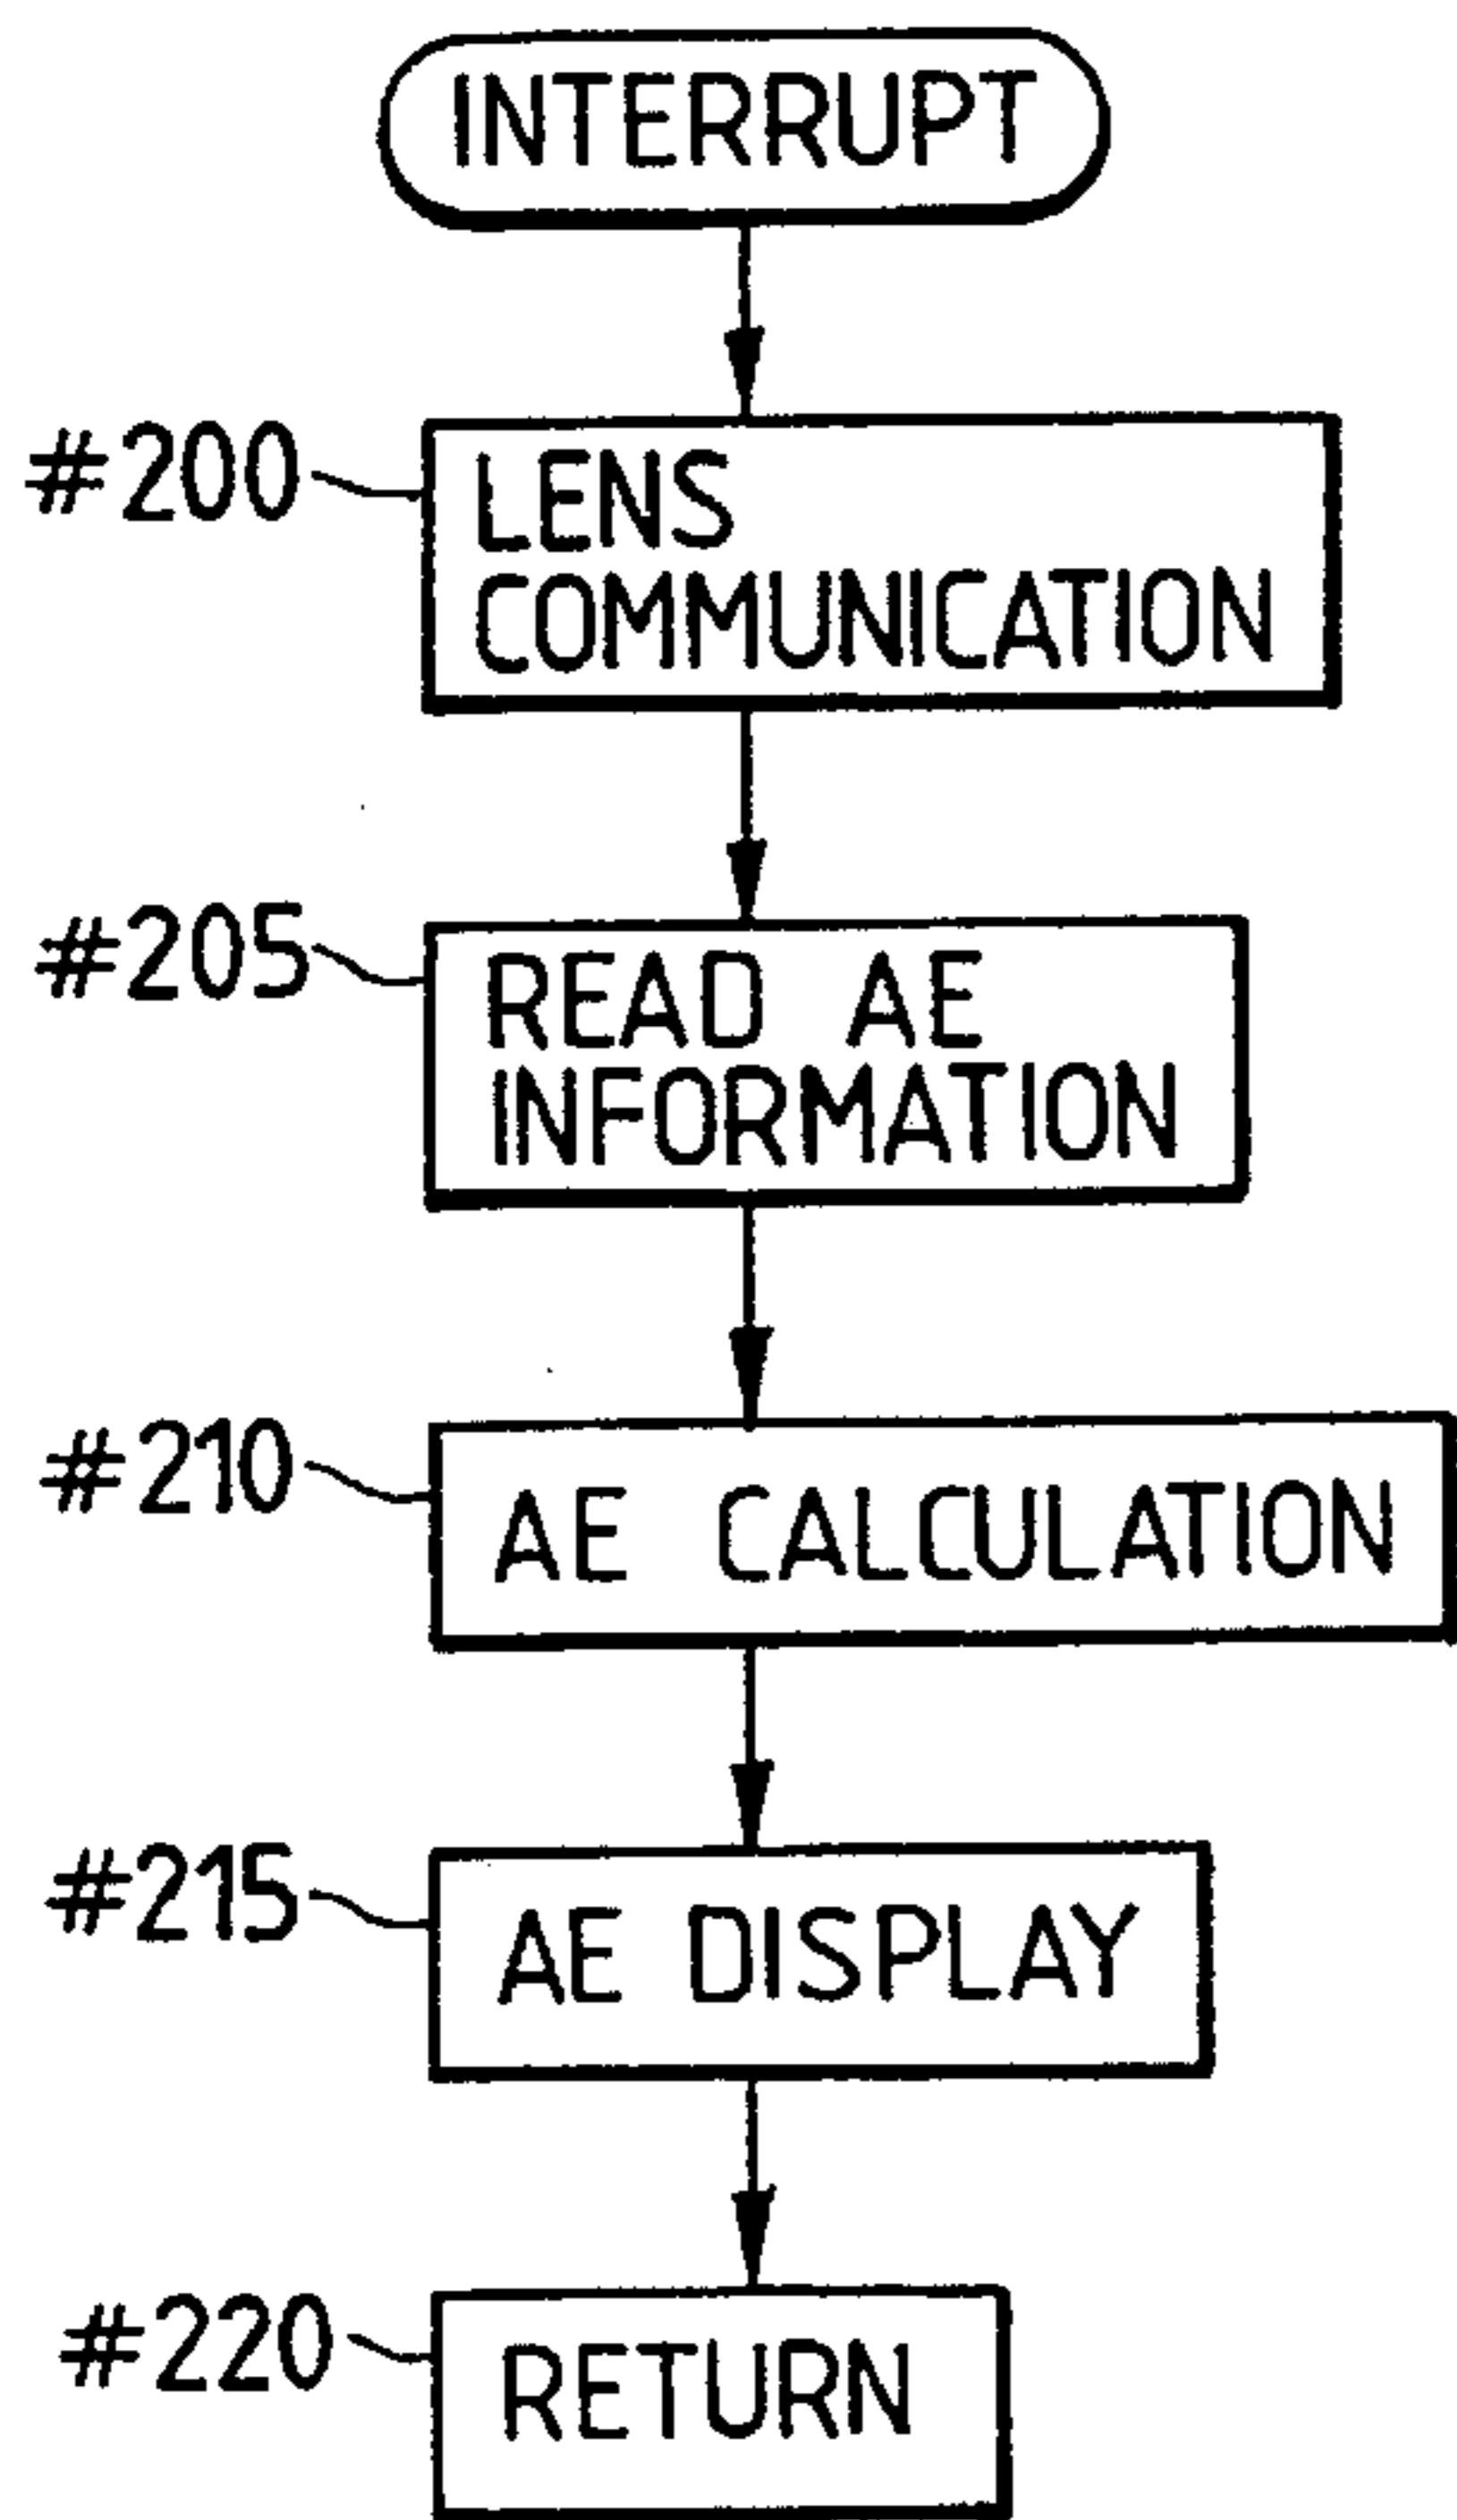 INTERRUPT
#200
LENS
COMMUNICATION
#205
READ AE
INFORMATION
#210
AE CALCULATION
#215
AE DISPLAY
#220
RETURN